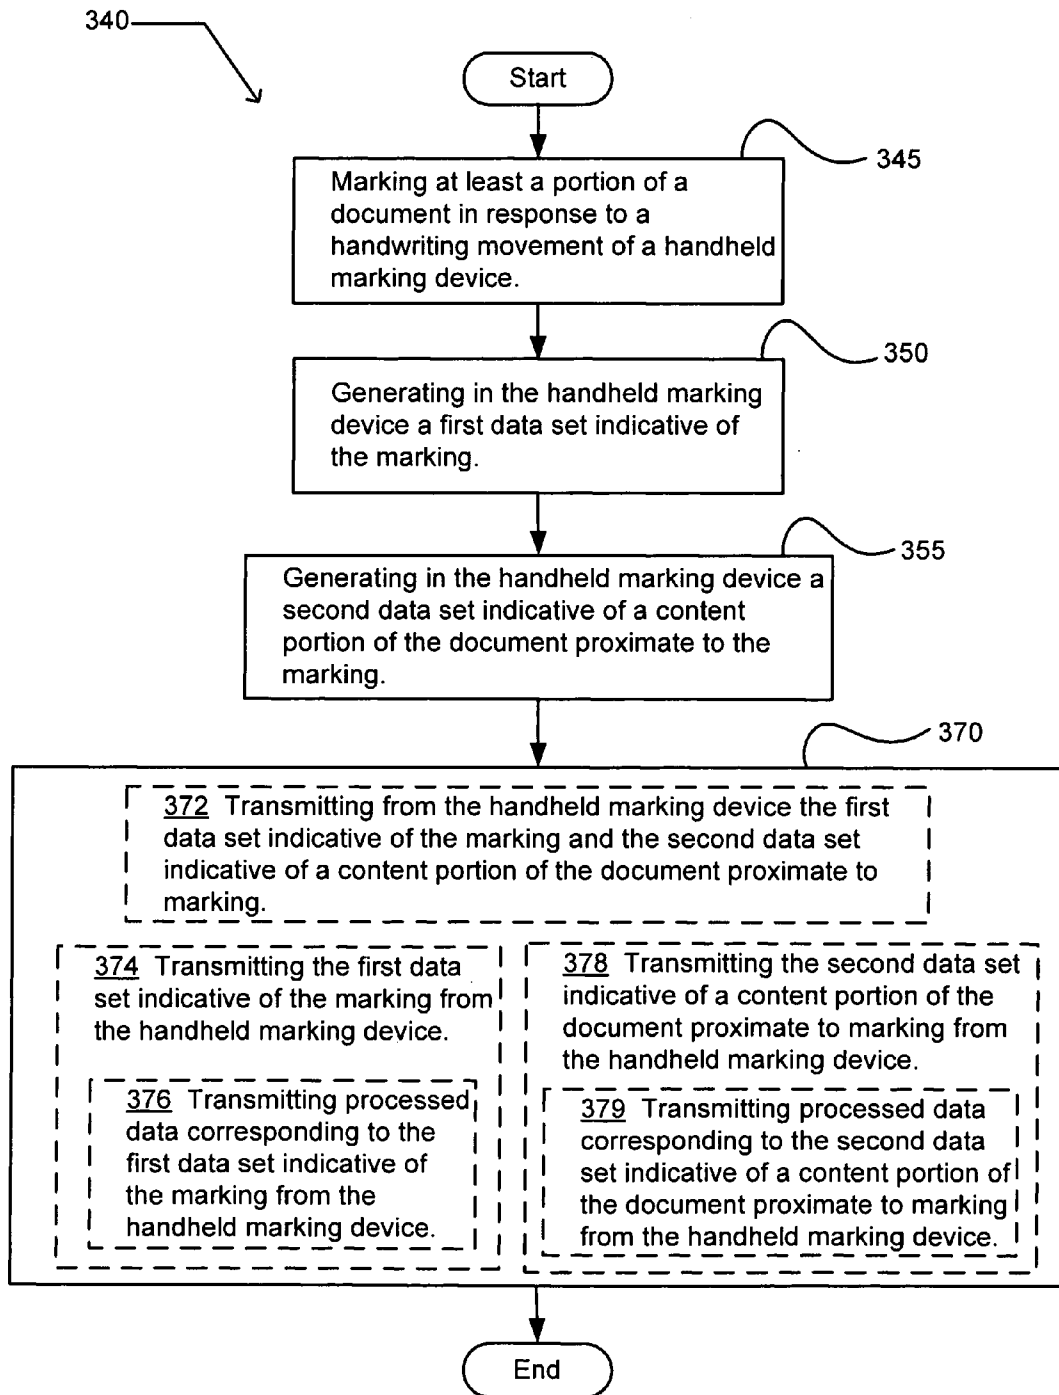 340
Start
345
Marking at least a portion of a
document in response to a
handwriting movement of a handheld
marking device.
350
Generating in the handheld marking
device a first data set indicative of
the marking.
355
Generating in the handheld marking device a
second data set indicative of a content
portion of the document proximate to the
marking.
370
372 Transmitting from the handheld marking device the first
data set indicative of the marking and the second data set
indicative of a content portion of the document proximate to
marking.
374 Transmitting the first data
set indicative of the marking from
the handheld marking device.
376 Transmitting processed
data corresponding to the
first data set indicative of
the marking from the
handheld marking device.
378 Transmitting the second data set
indicative of a content portion of the
document proximate to marking from
the handheld marking device.
379 Transmitting processed data
corresponding to the second data
set indicative of a content portion of
the document proximate to marking
from the handheld marking device.
End